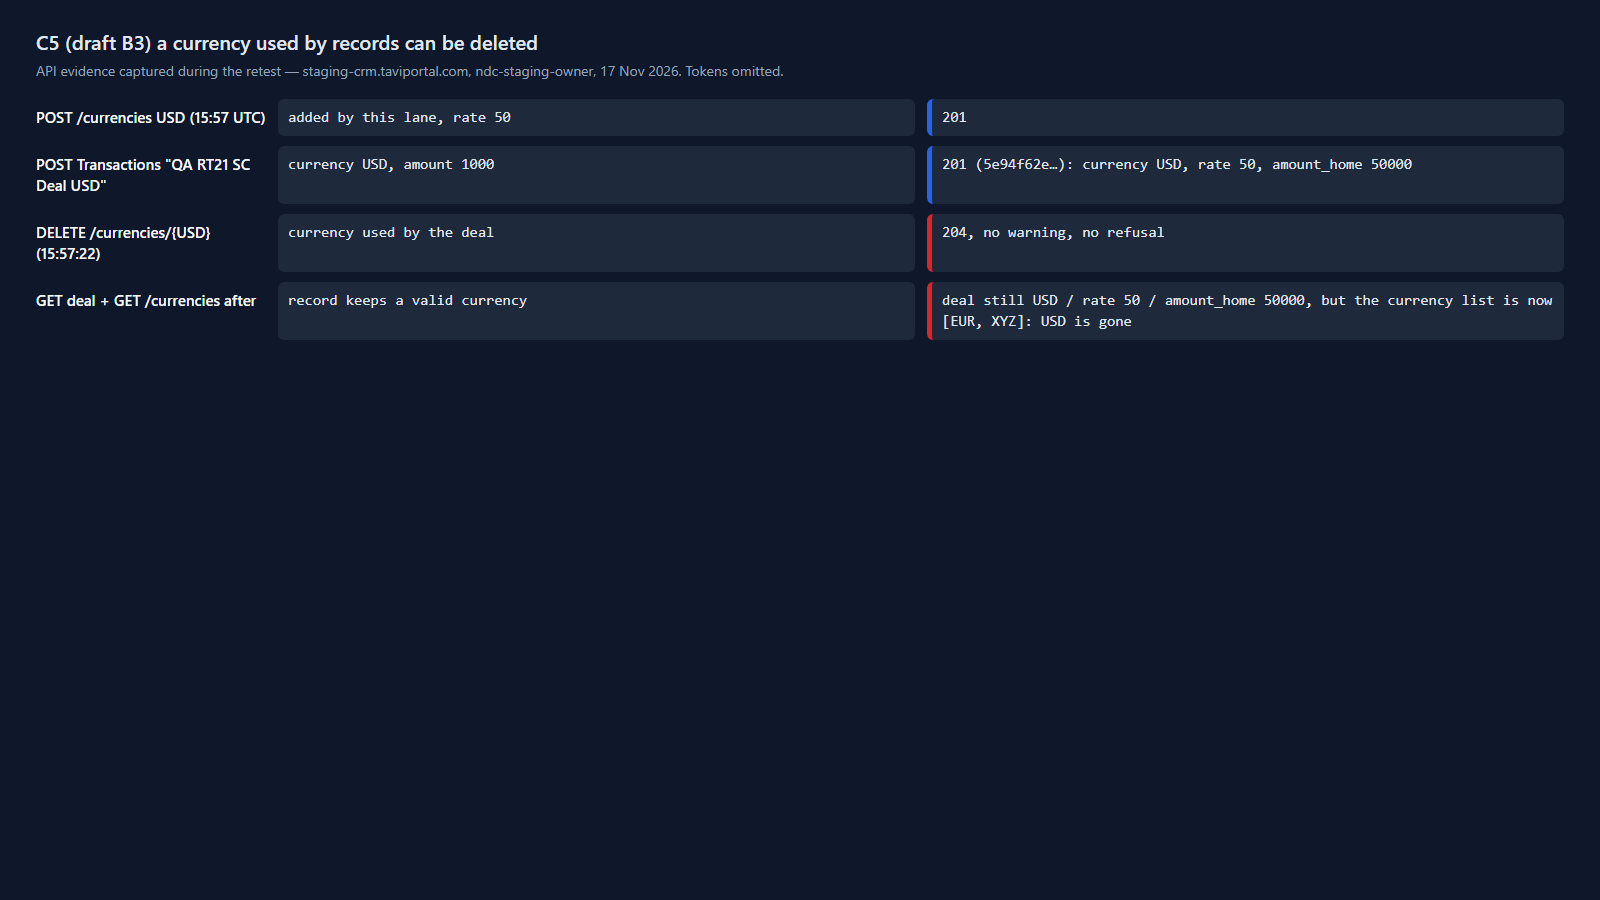 C5 (draft B3) a currency used by records can be deleted
API evidence captured during the retest — staging-crm.taviportal.com, ndc-staging-owner, 17 Nov 2026. Tokens omitted.
POST /currencies USD (15:57 UTC)
added by this lane, rate 50
201
POST Transactions "QA RT21 SC
Deal USD"
currency USD, amount 1000
201 (5e94f62e…): currency USD, rate 50, amount_home 50000
DELETE /currencies/{USD}
(15:57:22)
currency used by the deal
204, no warning, no refusal
GET deal + GET /currencies after
record keeps a valid currency
deal still USD / rate 50 / amount_home 50000, but the currency list is now
[EUR, XYZ]: USD is gone